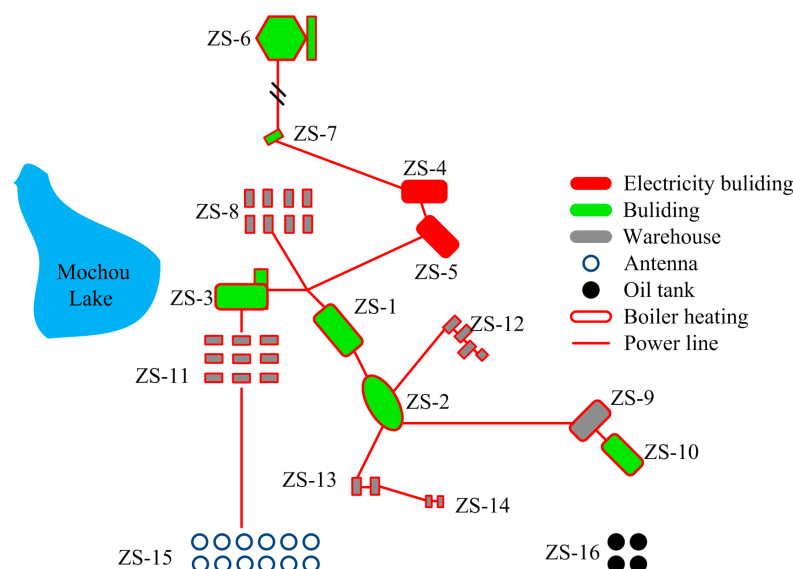 ZS-6
ZS-7
ZS-4
ZS-8
ZS-5
Mochou
Lake
ZS-3
ZS-1
ZS-12
ZS-11
ZS-2
ZS-9
ZS-10
ZS-13
ZS-14
ZS-15
ZS-16
Electricity buliding
Buliding
Warehouse
Antenna
Oil tank
Boiler heating
Power line